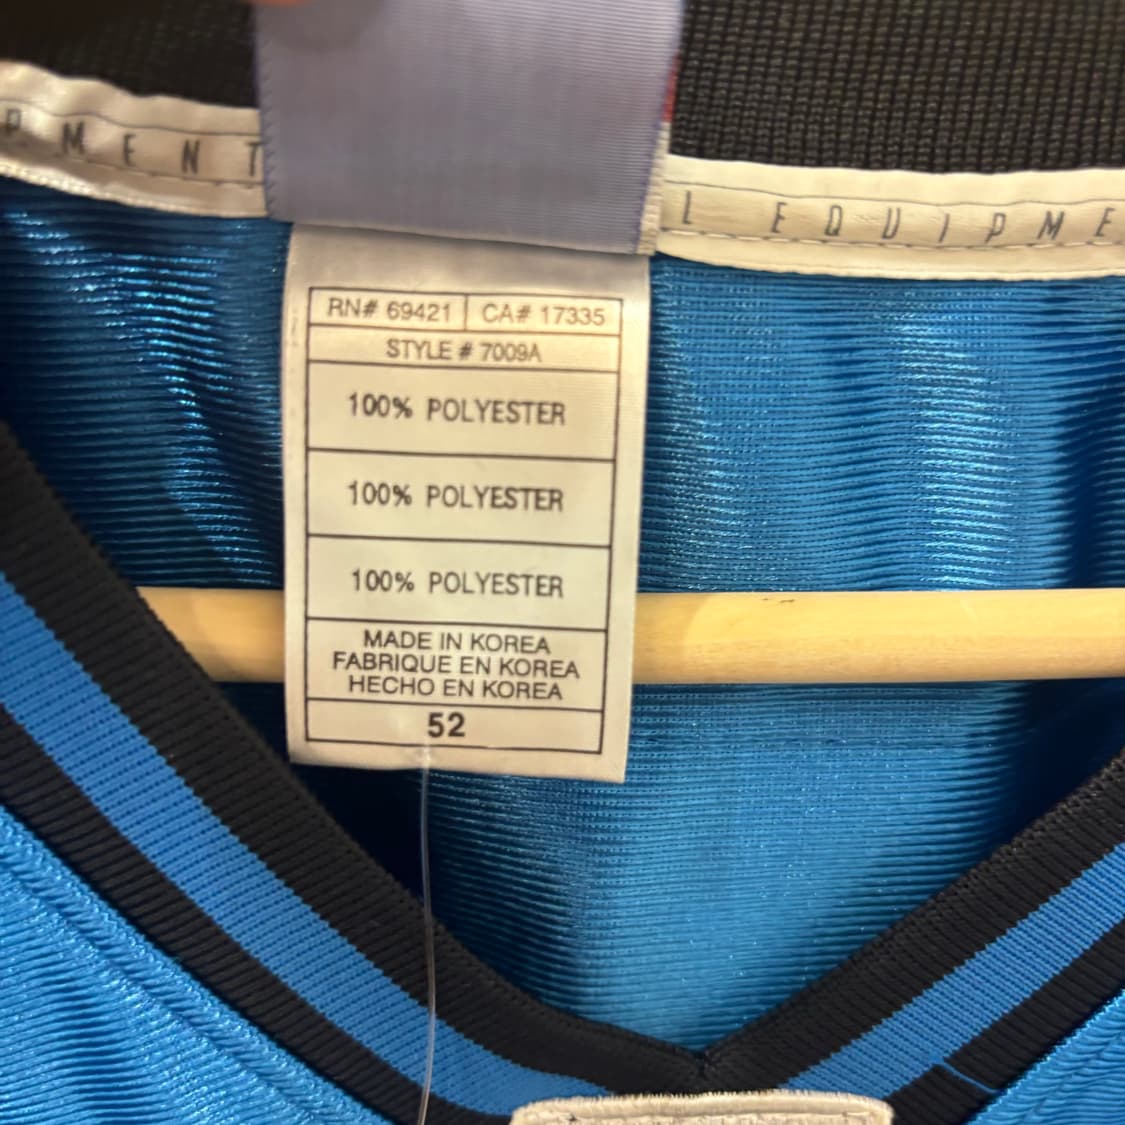 PMENT
L EQUIPME
RN# 69421 CA# 17335
STYLE # 7009A
100% POLYESTER
100% POLYESTER
100% POLYESTER
MADE IN KOREA
FABRIQUE EN KOREA
HECHO EN KOREA
52